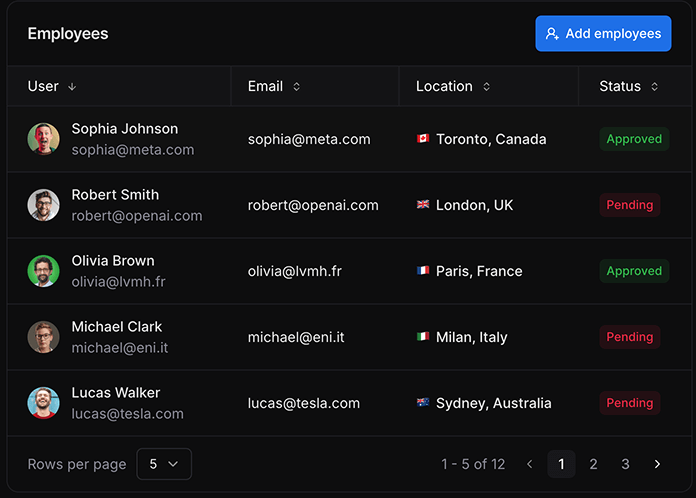 Employees
Add employees
User Email Location Status
Sophia Johnson
sophia@meta.com
sophia@meta.com
Toronto, Canada
Approved
Robert Smith
robert@openai.com
robert@openai.com
London, UK
Pending
Olivia Brown
olivia@lvmh.fr
olivia@lvmh.fr
Paris, France
Approved
Michael Clark
michael@eni.it
michael@eni.it
Milan, Italy
Pending
Lucas Walker
lucas@tesla.com
lucas@tesla.com
Sydney, Australia
Pending
Rows per page 5 1 - 5 of 12 1 2 3